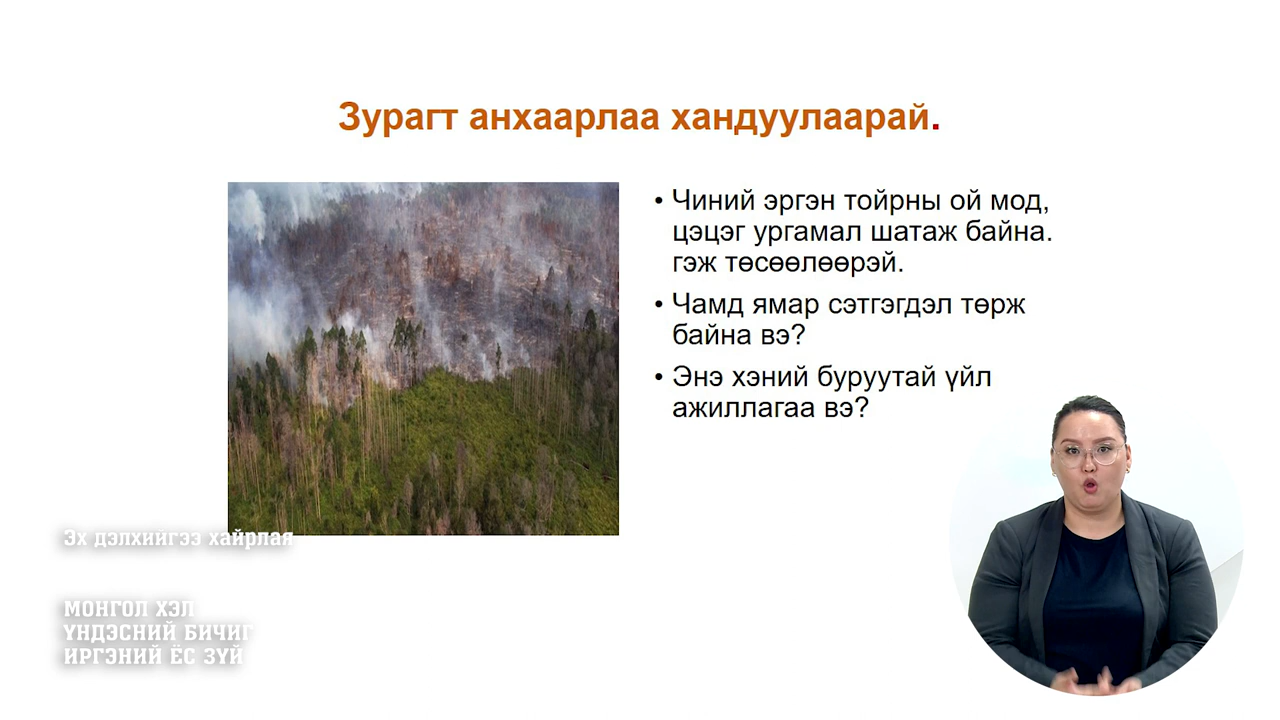 Зурагт анхаарлаа хандуулаарай.
• Чиний эргэн тойрны ой мод,
цэцэг ургамал шатаж байна.
гэж төсөөлөөрэй.
• Чамд ямар сэтгэгдэл төрж
байна вэ?
• Энэ хэний буруутай үйл
ажиллагаа вэ?
Эх дэлхийгээ хайрлая
МОНГОЛ ХЭЛ
ҮНДЭСНИЙ БИЧИГ
ИРГЭНИЙ ЁС ЗҮЙ